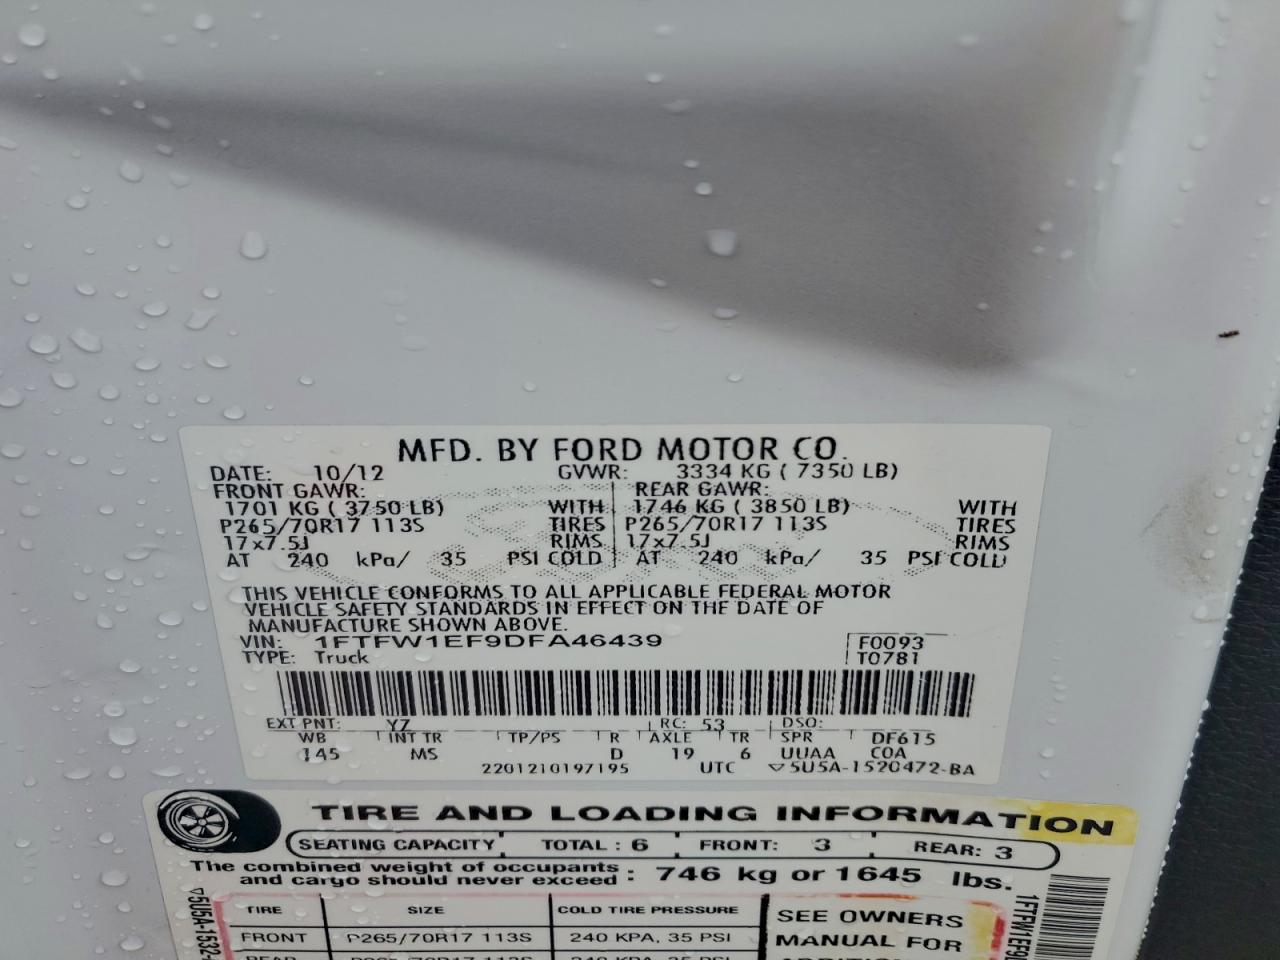 MFD. BY FORD MOTOR CO.
DATE: 10/12 GVWR: 3334 KG ( 7350 LB)
FRONT GAWR: REAR GAWR:
1701 KG ( 3750 LB) WITH 1746 KG ( 3850 LB) WITH
P265/70R17 113S TIRES P265/70R17 113S TIRES
17x7.5J RIMS 17x7.5J RIMS
AT 240 kPa/ 35 PSI COLD AT 240 kPa/ 35 PSI COLD
THIS VEHICLE CONFORMS TO ALL APPLICABLE FEDERAL MOTOR
VEHICLE SAFETY STANDARDS IN EFFECT ON THE DATE OF
MANUFACTURE SHOWN ABOVE.
VIN: 1FTFW1EF9DFA46439 F0093
TYPE: Truck T0781
EXT PNT: YZ RC: 53 DSO:
WB INT TR TP/PS R AXLE TR SPR DF615
145 MS D 19 6 UUAA C0A
2201210197195 UTC ▽5U5A-1520472-BA
TIRE AND LOADING INFORMATION
SEATING CAPACITY TOTAL : 6 FRONT: 3 REAR: 3
The combined weight of occupants
and cargo should never exceed : 746 kg or 1645 lbs.
TIRE SIZE COLD TIRE PRESSURE SEE OWNERS
FRONT P265/70R17 113S 240 KPA, 35 PSI MANUAL FOR
▽5U5A-1532
1FTFW1EF9